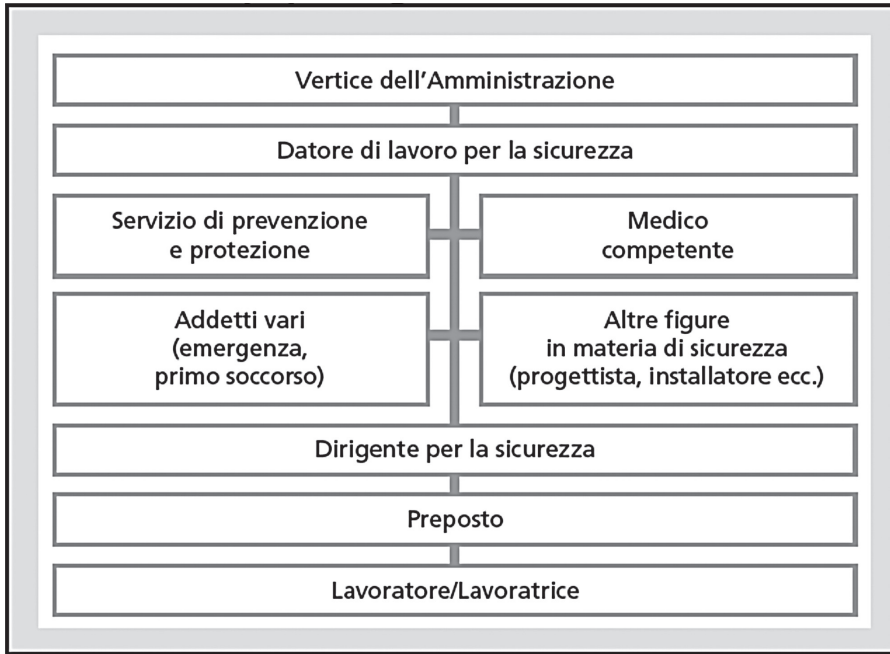 Vertice dell'Amministrazione
Datore di lavoro per la sicurezza
Servizio di prevenzione
e protezione
Medico
competente
Addetti vari
(emergenza,
primo soccorso)
Altre figure
in materia di sicurezza
(progettista, installatore ecc.)
Dirigente per la sicurezza
Preposto
Lavoratore/Lavoratrice